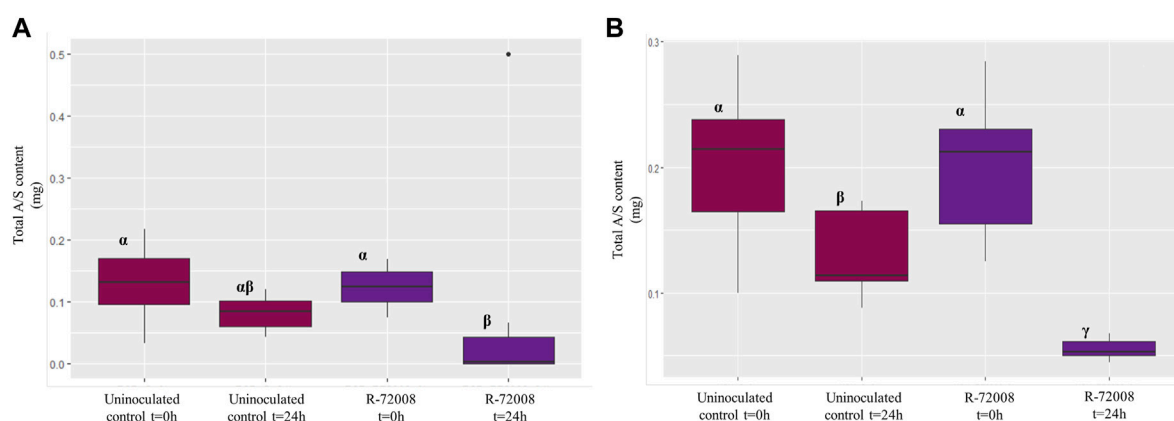 A
Total A/S content
(mg)
0.5
0.4
0.3
0.2
0.1
0.0
α
αβ
α
β
Uninoculated
control t=0h
Uninoculated
control t=24h
R-72008
t=0h
R-72008
t=24h
B
Total A/S content
(mg)
0.3
0.2
0.1
α
β
α
γ
Uninoculated
control t=0h
Uninoculated
control t=24h
R-72008
t=0h
R-72008
t=24h